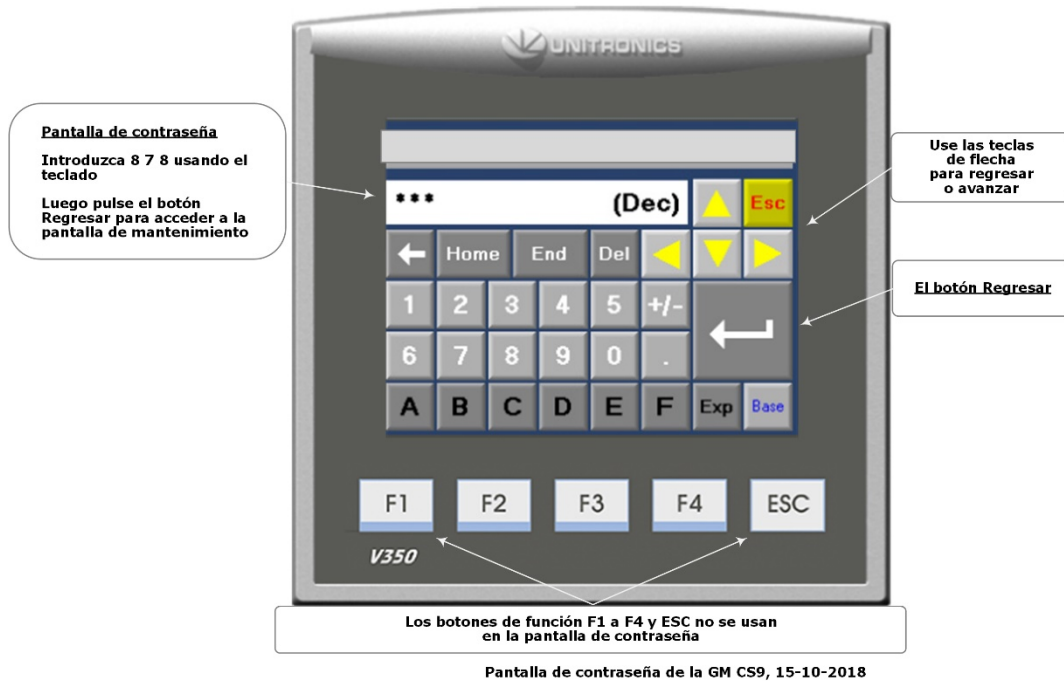 UNITRONICS
Pantalla de contraseña
Introduzca 8 7 8 usando el
teclado
Luego pulse el botón
Regresar para acceder a la
pantalla de mantenimiento
Use las teclas
de flecha
para regresar
o avanzar
*** (Dec) Esc
Home End Del
El botón Regresar
1 2 3 4 5 +/-
6 7 8 9 0 .
A B C D E F Exp Base
F1 F2 F3 F4 ESC
V350
Los botones de función F1 a F4 y ESC no se usan
en la pantalla de contraseña
Pantalla de contraseña de la GM CS9, 15-10-2018